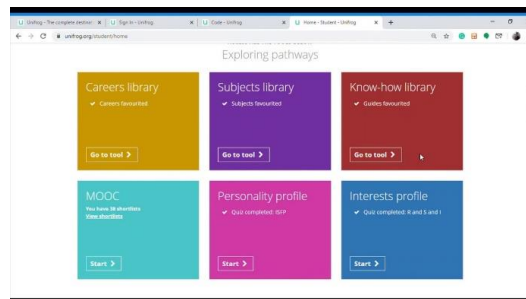 Unifrog - The complete destinat
Sign in - Unifrog
Code - Unifrog
Home - Student - Unifrog
unifrog.org/student/home
Exploring pathways
Careers library
Careers favourited
Go to tool
Subjects library
Subjects favourited
Go to tool
Know-how library
Guides favourited
Go to tool
MOOC
You have 38 shortlists
View shortlists
Start
Personality profile
Quiz completed: ISFP
Start
Interests profile
Quiz completed: R and S and I
Start